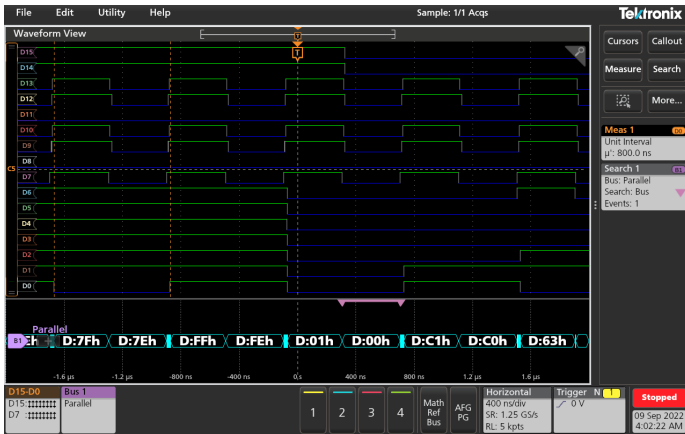 File Edit Utility Help Sample: 1/1 Acqs Tektronix
Waveform View
T
T
D15
D14
D13
D12
D11
D10
D9
D8
C5
D7
D6
D5
D4
D3
D2
D1
D0
Parallel
B1 D:7Fh D:7Eh D:FFh D:FEh D:01h D:00h D:C1h D:C0h D:63h
-1.6 µs -1.2 µs -800 ns -400 ns 0 s 400 ns 800 ns 1.2 µs 1.6 µs
Cursors Callout
Measure Search
More...
Meas 1 D0
Unit Interval
µ': 800.0 ns
Search 1 B1
Bus: Parallel
Search: Bus
Events: 1
D15-D0
D15:
D7 :
Bus 1
Parallel
1 2 3 4
Math
Ref
Bus
AFG
PG
Horizontal
400 ns/div
SR: 1.25 GS/s
RL: 5 kpts
Trigger N 1
0 V
Stopped
09 Sep 2022
4:02:22 AM